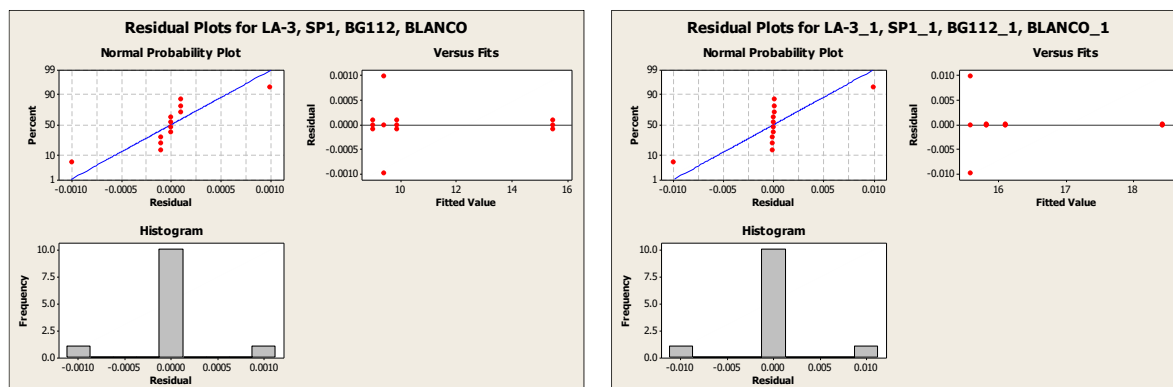 Residual Plots for LA-3, SP1, BG112, BLANCO
Normal Probability Plot
Versus Fits
99
90
50
10
1
Percent
-0.0010 -0.0005 0.0000 0.0005 0.0010
Residual
0.0010
0.0005
0.0000
-0.0005
-0.0010
Residual
10 12 14 16
Fitted Value
Histogram
10.0
7.5
5.0
2.5
0.0
Frequency
-0.0010 -0.0005 0.0000 0.0005 0.0010
Residual
Residual Plots for LA-3_1, SP1_1, BG112_1, BLANCO_1
Normal Probability Plot
Versus Fits
99
90
50
10
1
Percent
-0.010 -0.005 0.000 0.005 0.010
Residual
0.010
0.005
0.000
-0.005
-0.010
Residual
16 17 18
Fitted Value
Histogram
10.0
7.5
5.0
2.5
0.0
Frequency
-0.010 -0.005 0.000 0.005 0.010
Residual